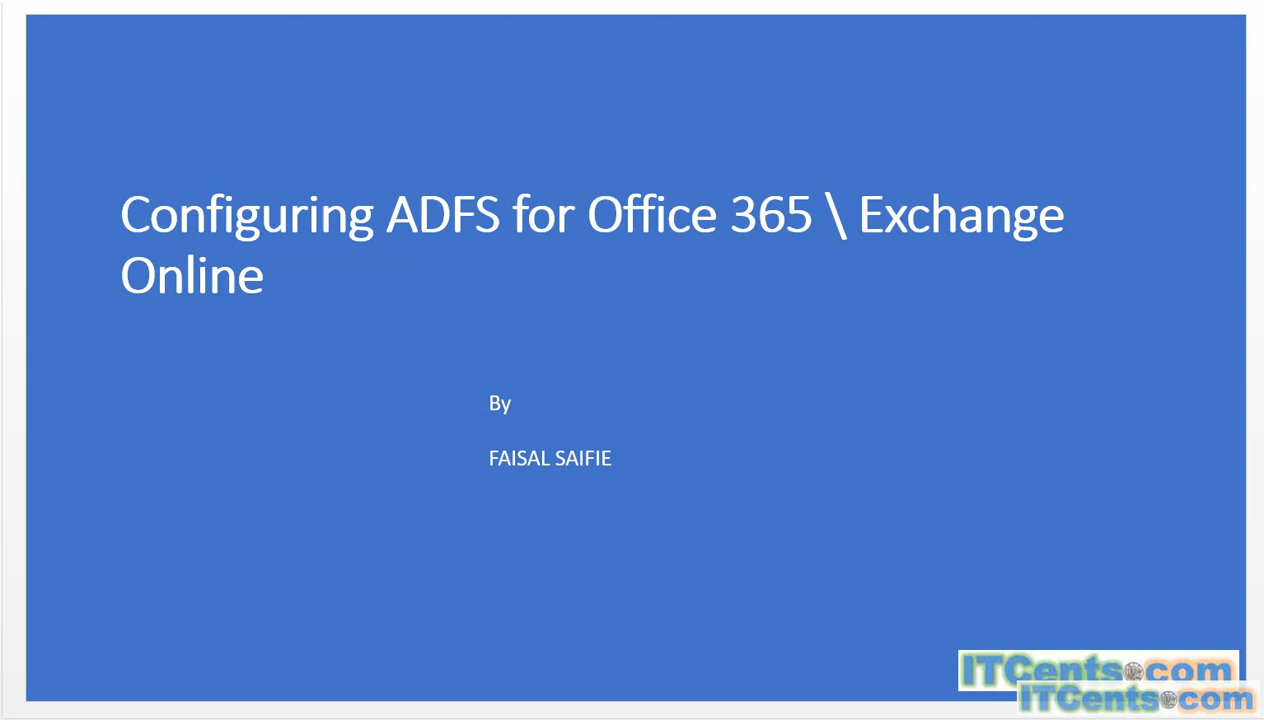 Configuring ADFS for Office 365 \ Exchange
Online
By
FAISAL SAIFIE
ITCents.com
ITCents.com